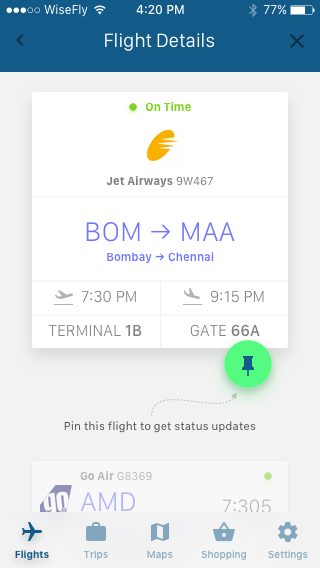 WiseFly 4:20 PM 77%
Flight Details
On Time
Jet Airways 9W467
BOM → MAA
Bombay → Chennai
7:30 PM 9:15 PM
TERMINAL 1B GATE 66A
Pin this flight to get status updates
Go Air G8369
go AMD 7:305
Flights Trips Maps Shopping Settings